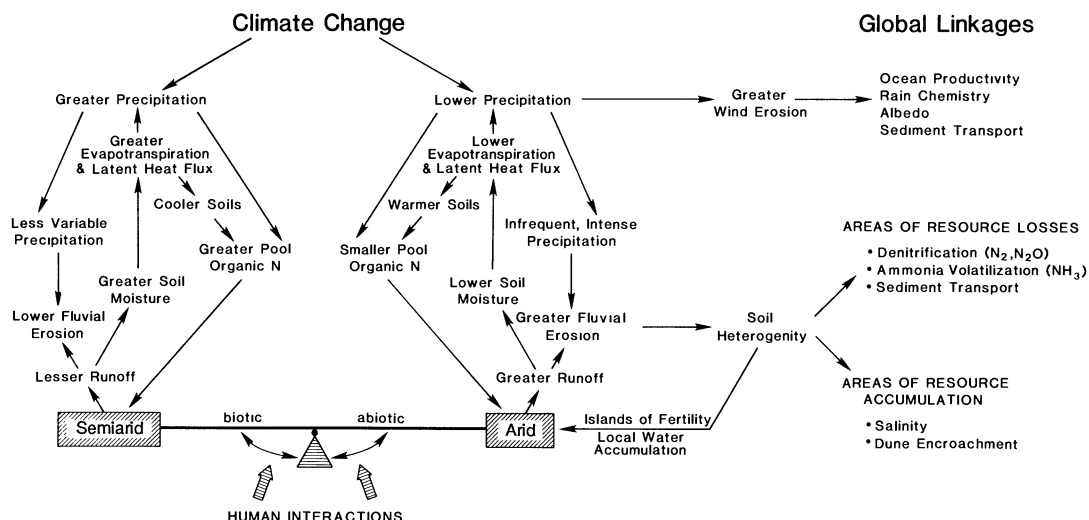 Climate Change
Global Linkages
Greater Precipitation
Lower Precipitation
Greater
Wind Erosion
Ocean Productivity
Rain Chemistry
Albedo
Sediment Transport
Greater
Evapotranspiration
& Latent Heat Flux
Lower
Evapotranspiration
& Latent Heat Flux
Cooler Soils
Warmer Soils
Less Variable
Precipitation
Greater Pool
Organic N
Smaller Pool
Organic N
Infrequent, Intense
Precipitation
AREAS OF RESOURCE LOSSES
• Denitrification (N2,N2O)
• Ammonia Volatilization (NH3)
• Sediment Transport
Greater Soil
Moisture
Lower Soil
Moisture
Lower Fluvial
Erosion
Greater Fluvial
Erosion
Soil
Heterogenity
Lesser Runoff
Greater Runoff
AREAS OF RESOURCE
ACCUMULATION
• Salinity
• Dune Encroachment
Semiarid
biotic
abiotic
Arid
Islands of Fertility
Local Water
Accumulation
HUMAN INTERACTIONS